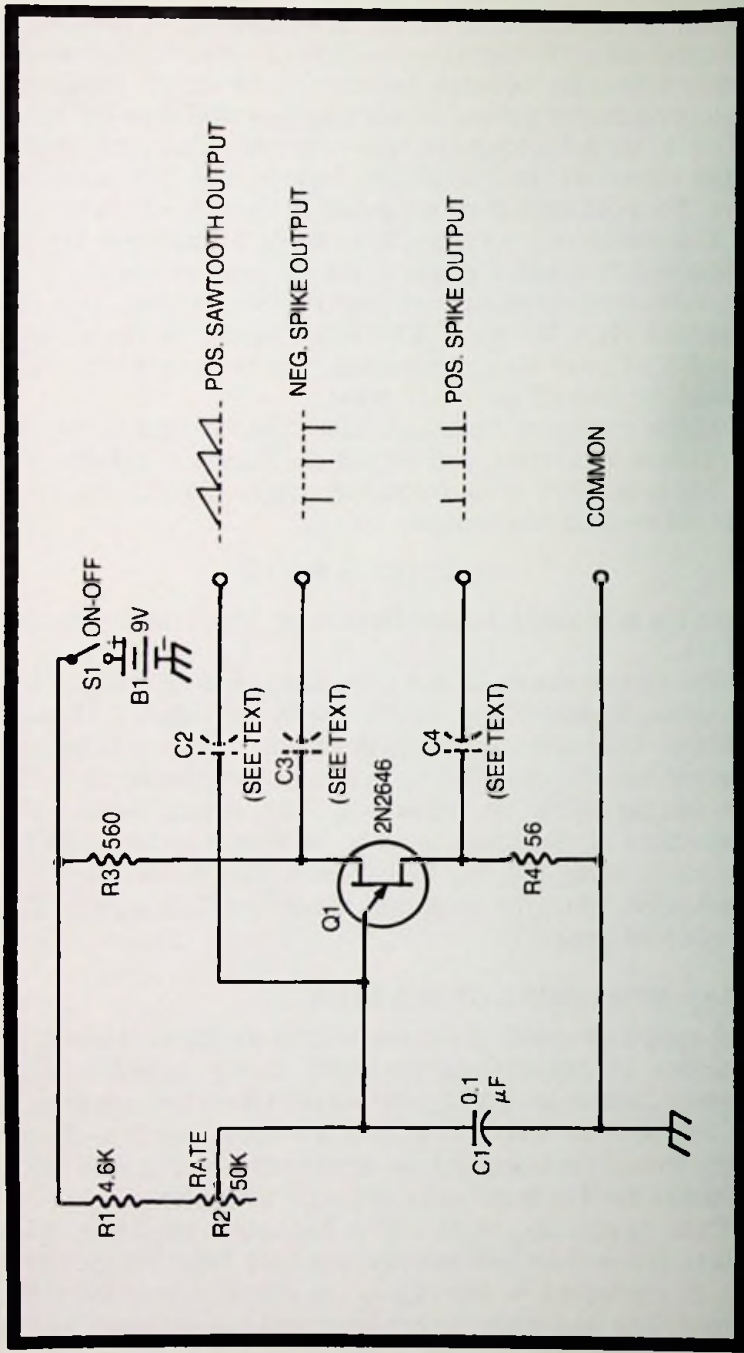 S1 ON-OFF
B1 9V
R1 4.6K
RATE
R2 50K
R3 560
C2
(SEE TEXT)
POS. SAWTOOTH OUTPUT
C3
(SEE TEXT)
NEG. SPIKE OUTPUT
Q1
2N2646
C4
(SEE TEXT)
POS. SPIKE OUTPUT
R4 56
C1
0.1
μF
COMMON